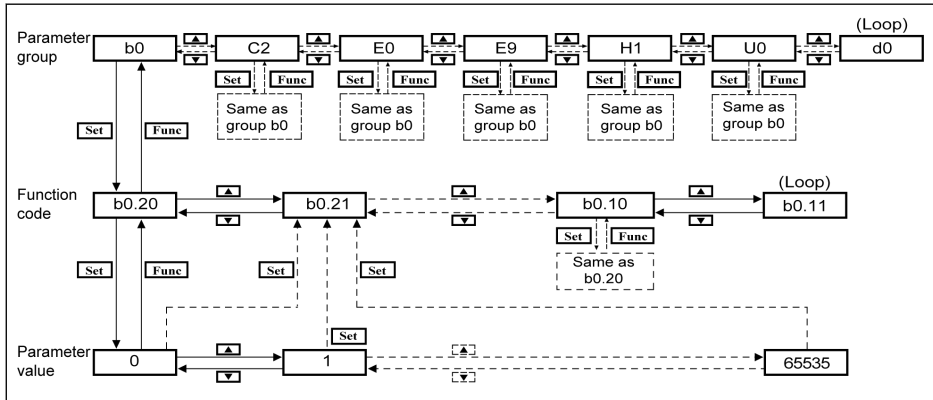 (Loop)
Parameter
group
b0 ▲ ▼ C2 ▲ ▼ E0 ▲ ▼ E9 ▲ ▼ H1 ▲ ▼ U0 ▲ ▼ d0
Set Func Set Func Set Func Set Func Set Func
Same as
group b0
Same as
group b0
Same as
group b0
Same as
group b0
Same as
group b0
Set Func
(Loop)
Function
code
b0.20 ▲ ▼ b0.21 ▲ ▼ b0.10 ▲ ▼ b0.11
Set Func
Same as
b0.20
Set Func Set Set
Set
Parameter
value
0 ▲ ▼ 1 ▲ ▼ 65535